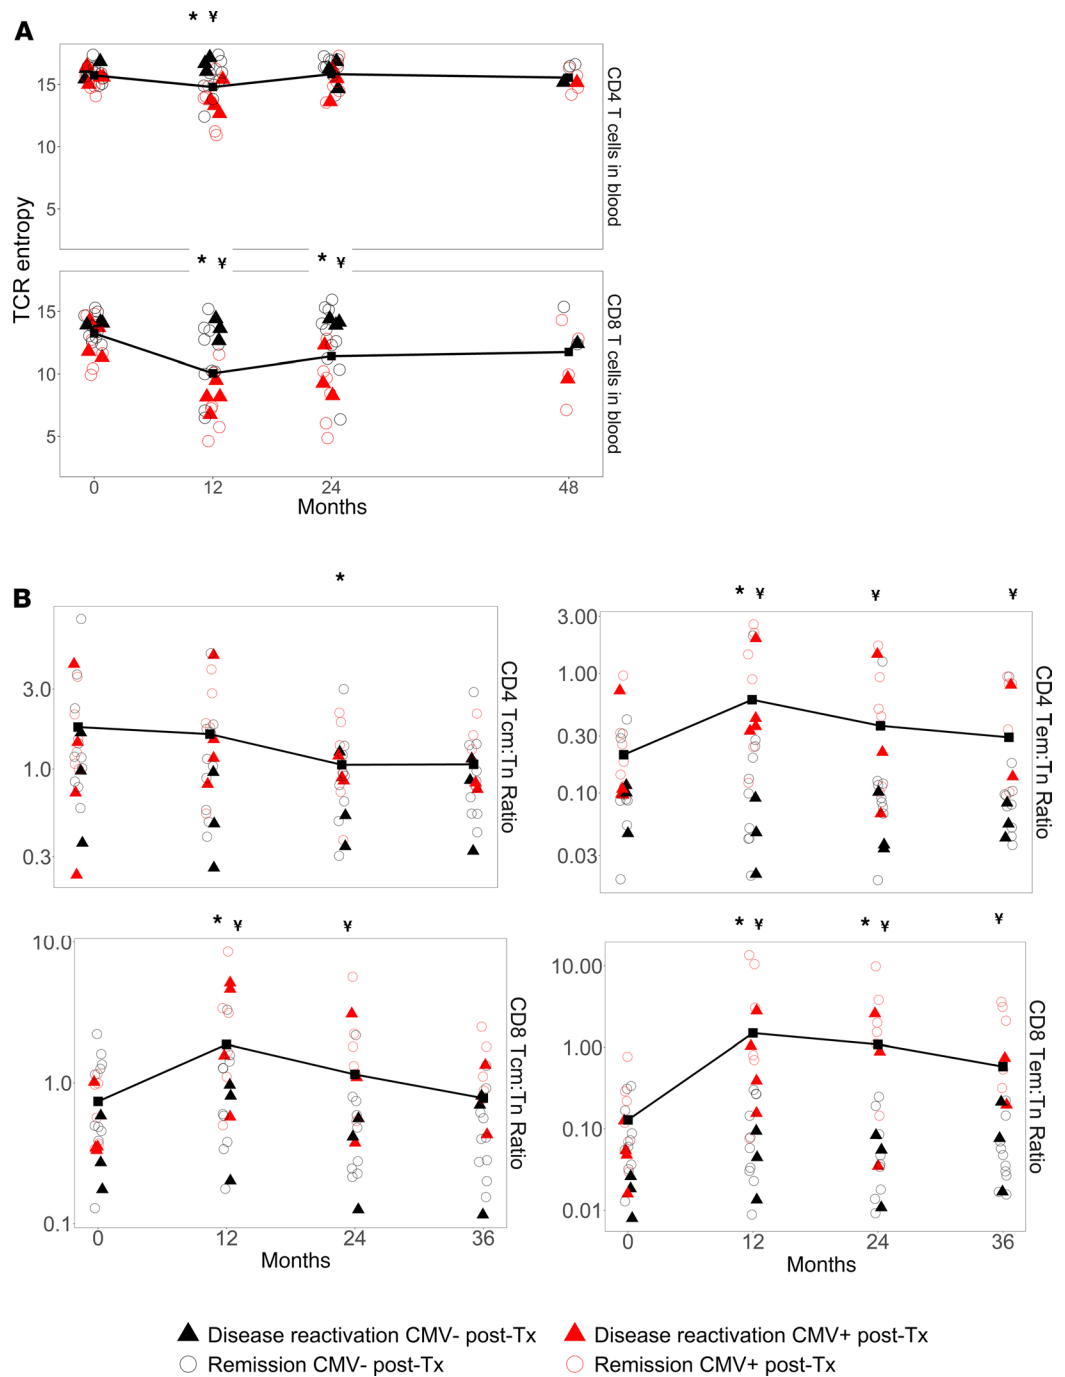 A
* ¥
15
10
5
CD4 T cells in blood
TCR entropy
* ¥ * ¥
15
10
5
CD8 T cells in blood
0 12 24 48
Months
B
*
3.0
1.0
0.3
CD4 Tcm:Tn Ratio
* ¥ ¥ ¥
3.00
1.00
0.30
0.10
0.03
CD4 Tem:Tn Ratio
* ¥ ¥
10.0
1.0
0.1
CD8 Tcm:Tn Ratio
0 12 24 36
Months
* ¥ * ¥ ¥
10.00
1.00
0.10
0.01
CD8 Tem:Tn Ratio
0 12 24 36
Months
Disease reactivation CMV- post-Tx
Disease reactivation CMV+ post-Tx
Remission CMV- post-Tx
Remission CMV+ post-Tx